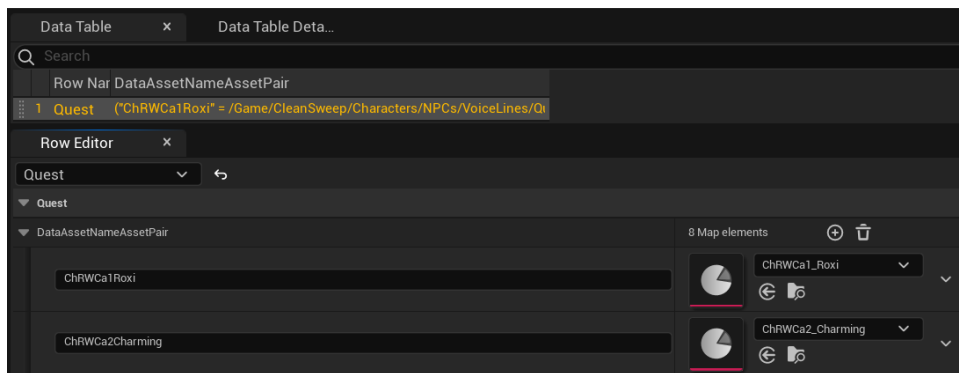 Data Table
Data Table Deta...
Search
Row Nar DataAssetNameAssetPair
1 Quest ("ChRWCa1Roxi" = /Game/CleanSweep/Characters/NPCs/VoiceLines/Qu
Row Editor
Quest
Quest
DataAssetNameAssetPair 8 Map elements
ChRWCa1Roxi ChRWCa1_Roxi
ChRWCa2Charming ChRWCa2_Charming